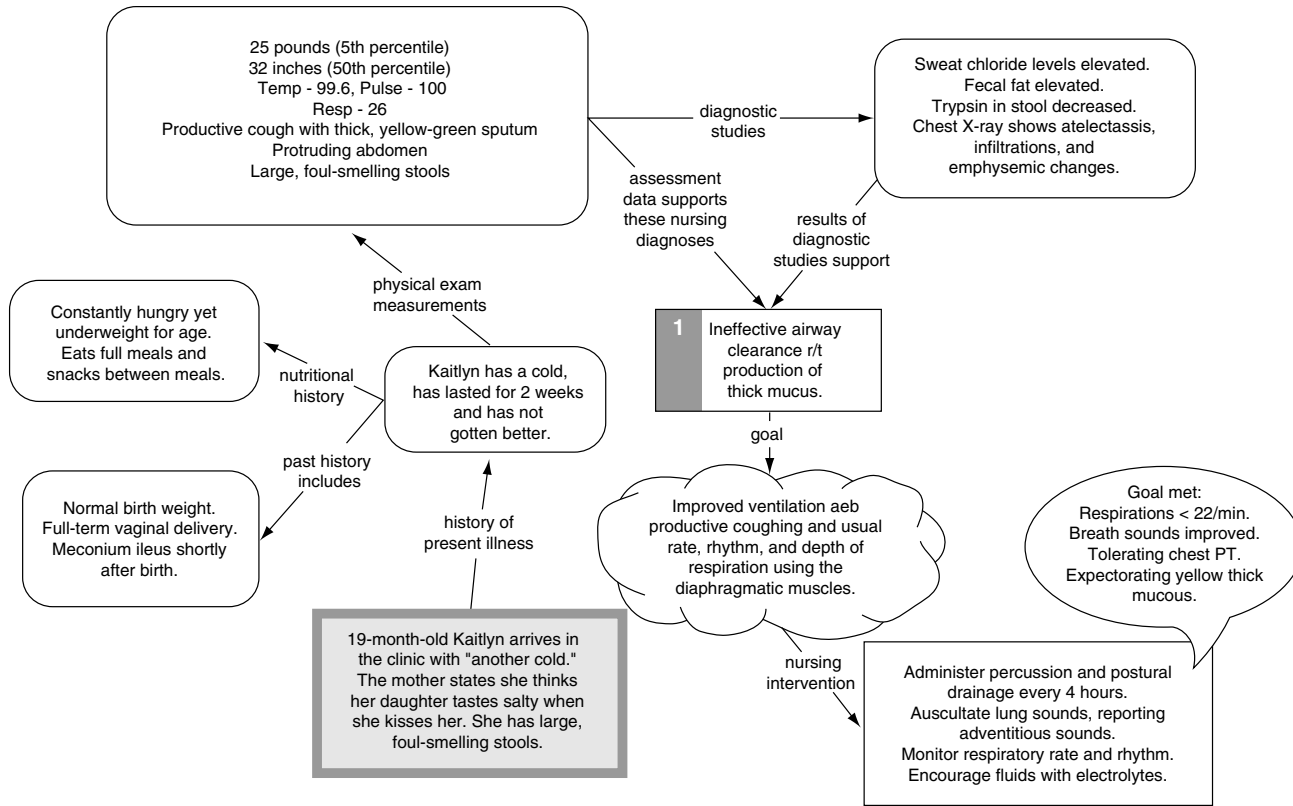 25 pounds (5th percentile)
32 inches (50th percentile)
Temp - 99.6, Pulse - 100
Resp - 26
Productive cough with thick, yellow-green sputum
Protruding abdomen
Large, foul-smelling stools
diagnostic
studies
Sweat chloride levels elevated.
Fecal fat elevated.
Trypsin in stool decreased.
Chest X-ray shows atelectassis,
infiltrations, and
emphysemic changes.
assessment
data supports
these nursing
diagnoses
results of
diagnostic
studies support
physical exam
measurements
Constantly hungry yet
underweight for age.
Eats full meals and
snacks between meals.
nutritional
history
Kaitlyn has a cold,
has lasted for 2 weeks
and has not
gotten better.
1
Ineffective airway
clearance r/t
production of
thick mucus.
goal
past history
includes
Normal birth weight.
Full-term vaginal delivery.
Meconium ileus shortly
after birth.
history of
present illness
Improved ventilation aeb
productive coughing and usual
rate, rhythm, and depth of
respiration using the
diaphragmatic muscles.
Goal met:
Respirations < 22/min.
Breath sounds improved.
Tolerating chest PT.
Expectorating yellow thick
mucous.
19-month-old Kaitlyn arrives in
the clinic with "another cold."
The mother states she thinks
her daughter tastes salty when
she kisses her. She has large,
foul-smelling stools.
nursing
intervention
Administer percussion and postural
drainage every 4 hours.
Auscultate lung sounds, reporting
adventitious sounds.
Monitor respiratory rate and rhythm.
Encourage fluids with electrolytes.